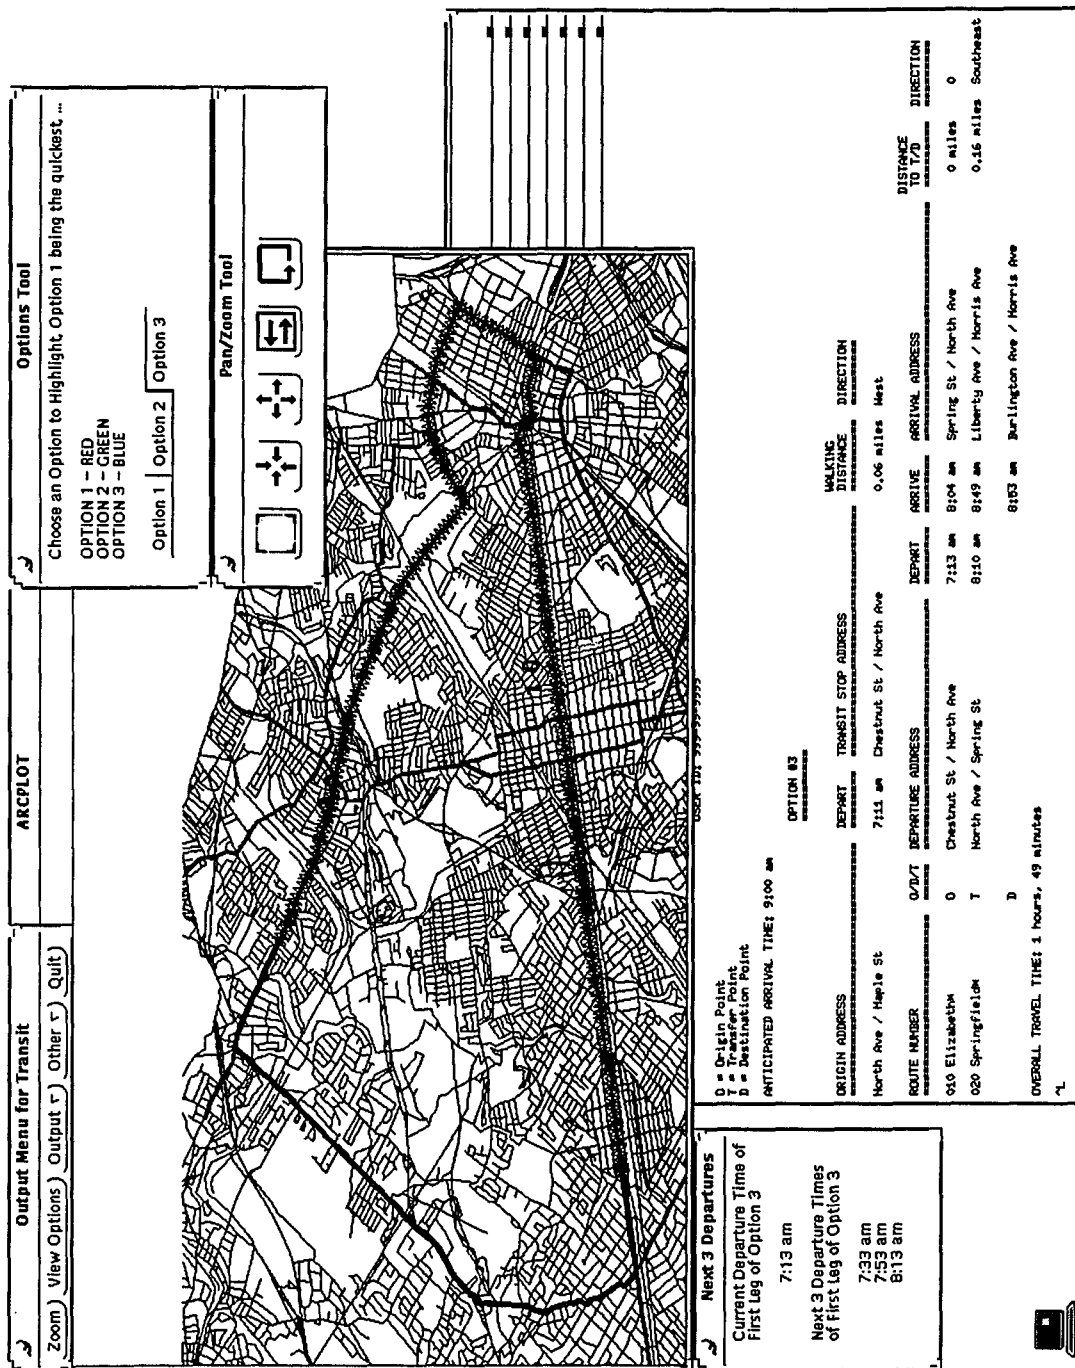 Output Menu for Transit
Zoom) View Options) Output ▿) Other ▿) Quit)
ARCPLOT
Options Tool
Choose an Option to Highlight, Option 1 being the quickest, ...
OPTION 1 - RED
OPTION 2 - GREEN
OPTION 3 - BLUE
Option 1 Option 2 Option 3
Pan/Zoom Tool
Next 3 Departures
Current Departure Time of
First Leg of Option 3
7:13 am
Next 3 Departure Times
of First Leg of Option 3
7:33 am
7:53 am
8:13 am
O = Origin Point
T = Transfer Point
D = Destination Point
ANTICIPATED ARRIVAL TIME: 9:00 am
OPTION #3
ORIGIN ADDRESS DEPART TRANSIT STOP ADDRESS WALKING DISTANCE DIRECTION
North Ave / Maple St 7:11 am Chestnut St / North Ave 0.06 miles West
ROUTE NUMBER O/D/T DEPARTURE ADDRESS DEPART ARRIVE ARRIVAL ADDRESS DISTANCE TO T/D DIRECTION
010 ElizabethM O Chestnut St / North Ave 7:13 am 8:04 am Spring St / North Ave 0 miles 0
020 SpringfieldM T North Ave / Spring St 8:10 am 8:49 am Liberty Ave / Morris Ave 0.16 miles Southeast
D 8:53 am Burlington Ave / Morris Ave
OVERALL TRAVEL TIME: 1 hours, 49 minutes
^L